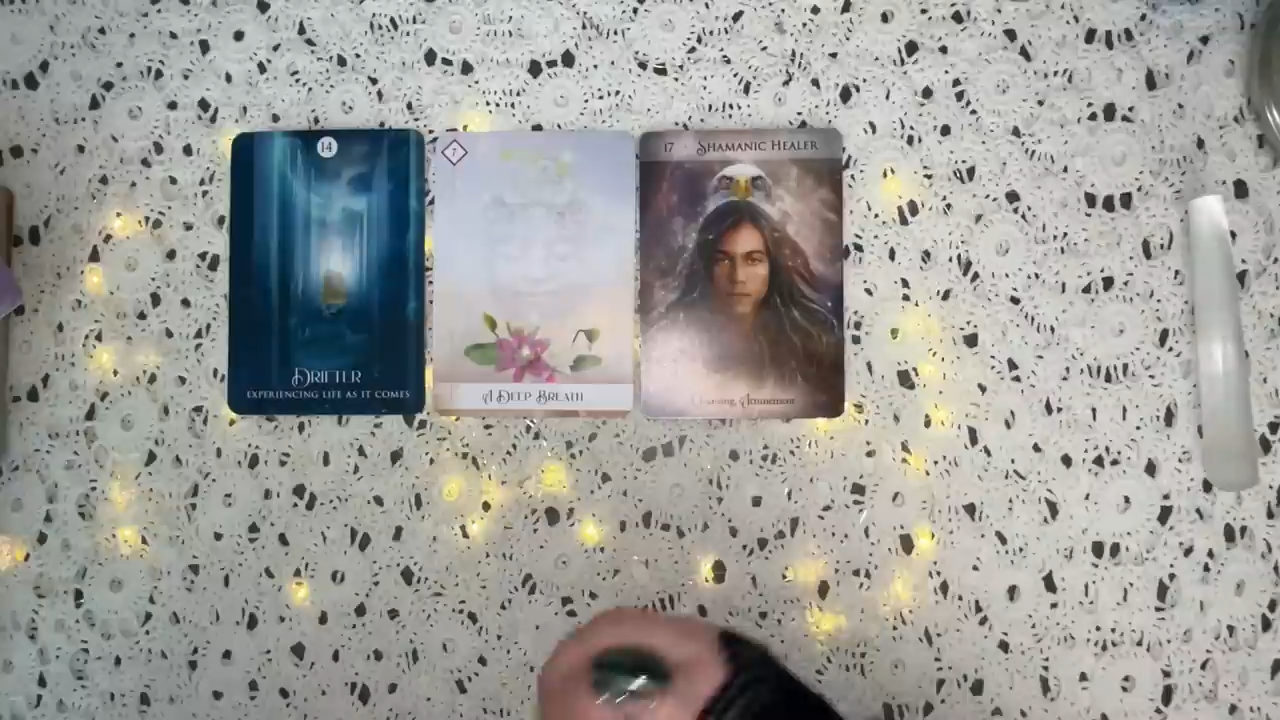 14
DRIFTER
EXPERIENCING LIFE AS IT COMES
7
A DEEP BREATH
17 · SHAMANIC HEALER
Attunement